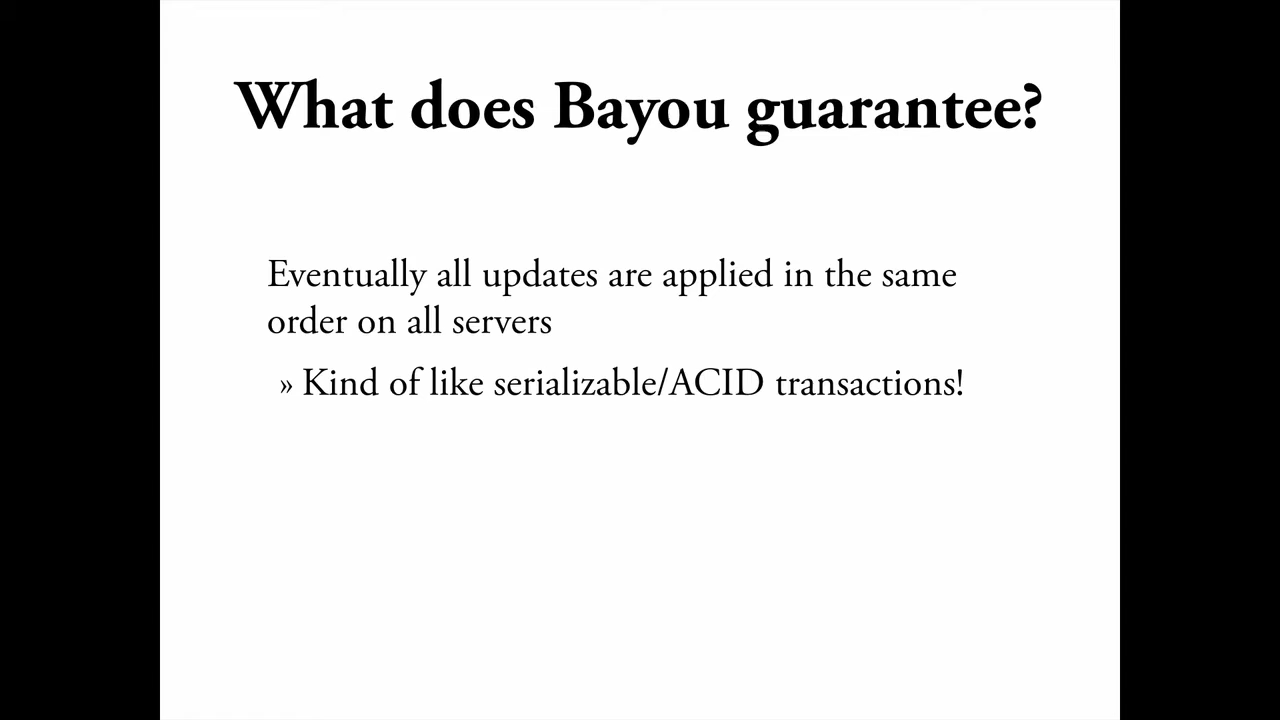 What does Bayou guarantee?
Eventually all updates are applied in the same
order on all servers
» Kind of like serializable/ACID transactions!